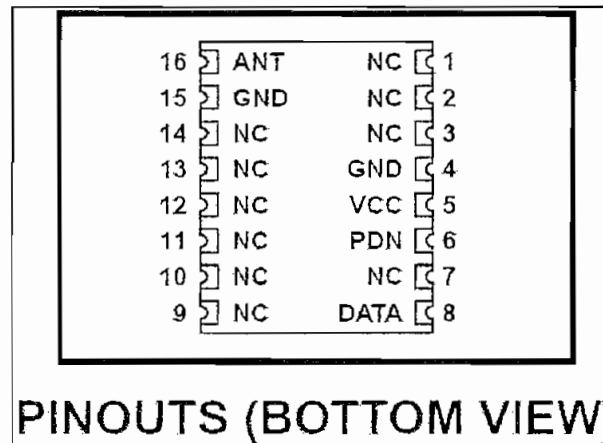 16 ANT NC 1
15 GND NC 2
14 NC NC 3
13 NC GND 4
12 NC VCC 5
11 NC PDN 6
10 NC NC 7
9 NC DATA 8
PINOUTS (BOTTOM VIEW